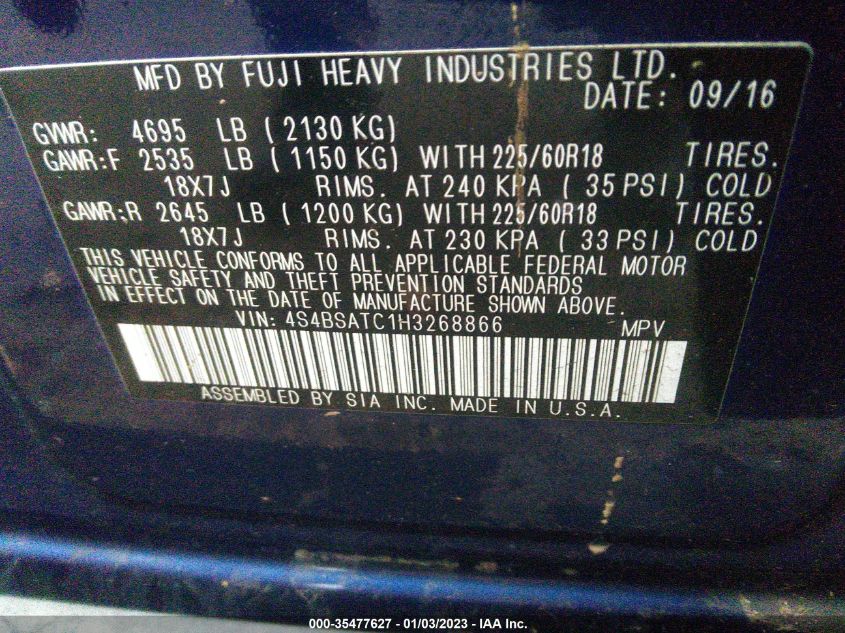 MFD BY FUJI HEAVY INDUSTRIES LTD.
DATE: 09/16
GVWR: 4695 LB ( 2130 KG)
GAWR:F 2535 LB ( 1150 KG) WITH 225/60R18 TIRES.
18X7J RIMS. AT 240 KPA ( 35 PSI) COLD
GAWR:R 2645 LB ( 1200 KG) WITH 225/60R18 TIRES.
18X7J RIMS. AT 230 KPA ( 33 PSI) COLD
THIS VEHICLE CONFORMS TO ALL APPLICABLE FEDERAL MOTOR
VEHICLE SAFETY AND THEFT PREVENTION STANDARDS
IN EFFECT ON THE DATE OF MANUFACTURE SHOWN ABOVE.
VIN: 4S4BSATC1H3268866 MPV
ASSEMBLED BY SIA INC. MADE IN U.S.A.
000-35477627 - 01/03/2023 - IAA Inc.